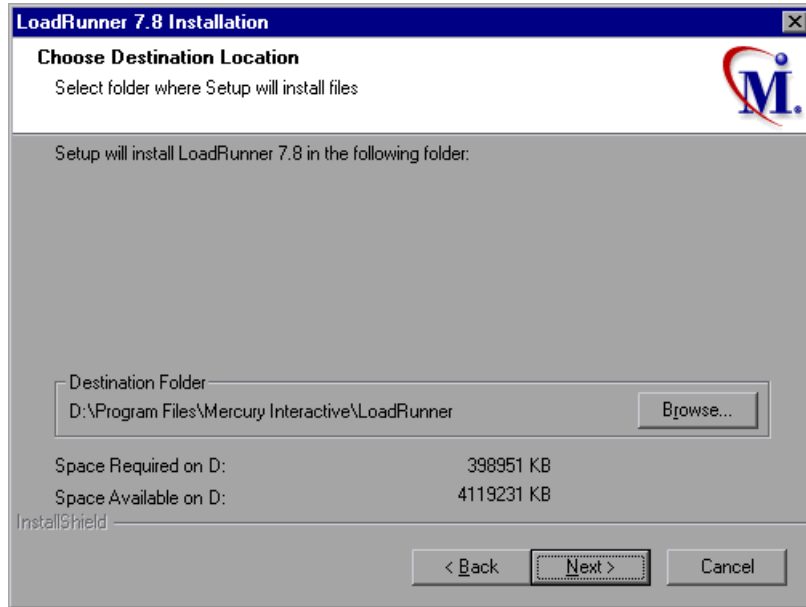 LoadRunner 7.8 Installation
Choose Destination Location
Select folder where Setup will install files
M.
Setup will install LoadRunner 7.8 in the following folder:
Destination Folder
D:\Program Files\Mercury Interactive\LoadRunner
Browse...
Space Required on D: 398951 KB
Space Available on D: 4119231 KB
InstallShield
< Back Next > Cancel